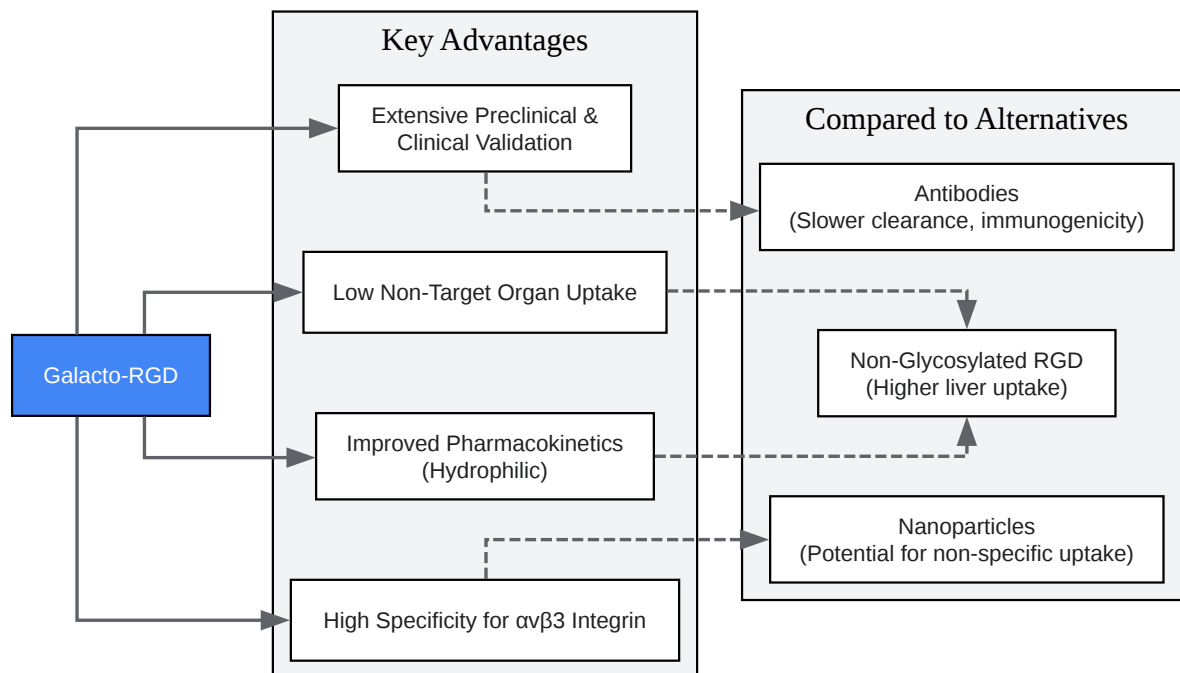 Key Advantages
Extensive Preclinical &
Clinical Validation
Low Non-Target Organ Uptake
Galacto-RGD
Improved Pharmacokinetics
(Hydrophilic)
High Specificity for αvβ3 Integrin
Compared to Alternatives
Antibodies
(Slower clearance, immunogenicity)
Non-Glycosylated RGD
(Higher liver uptake)
Nanoparticles
(Potential for non-specific uptake)